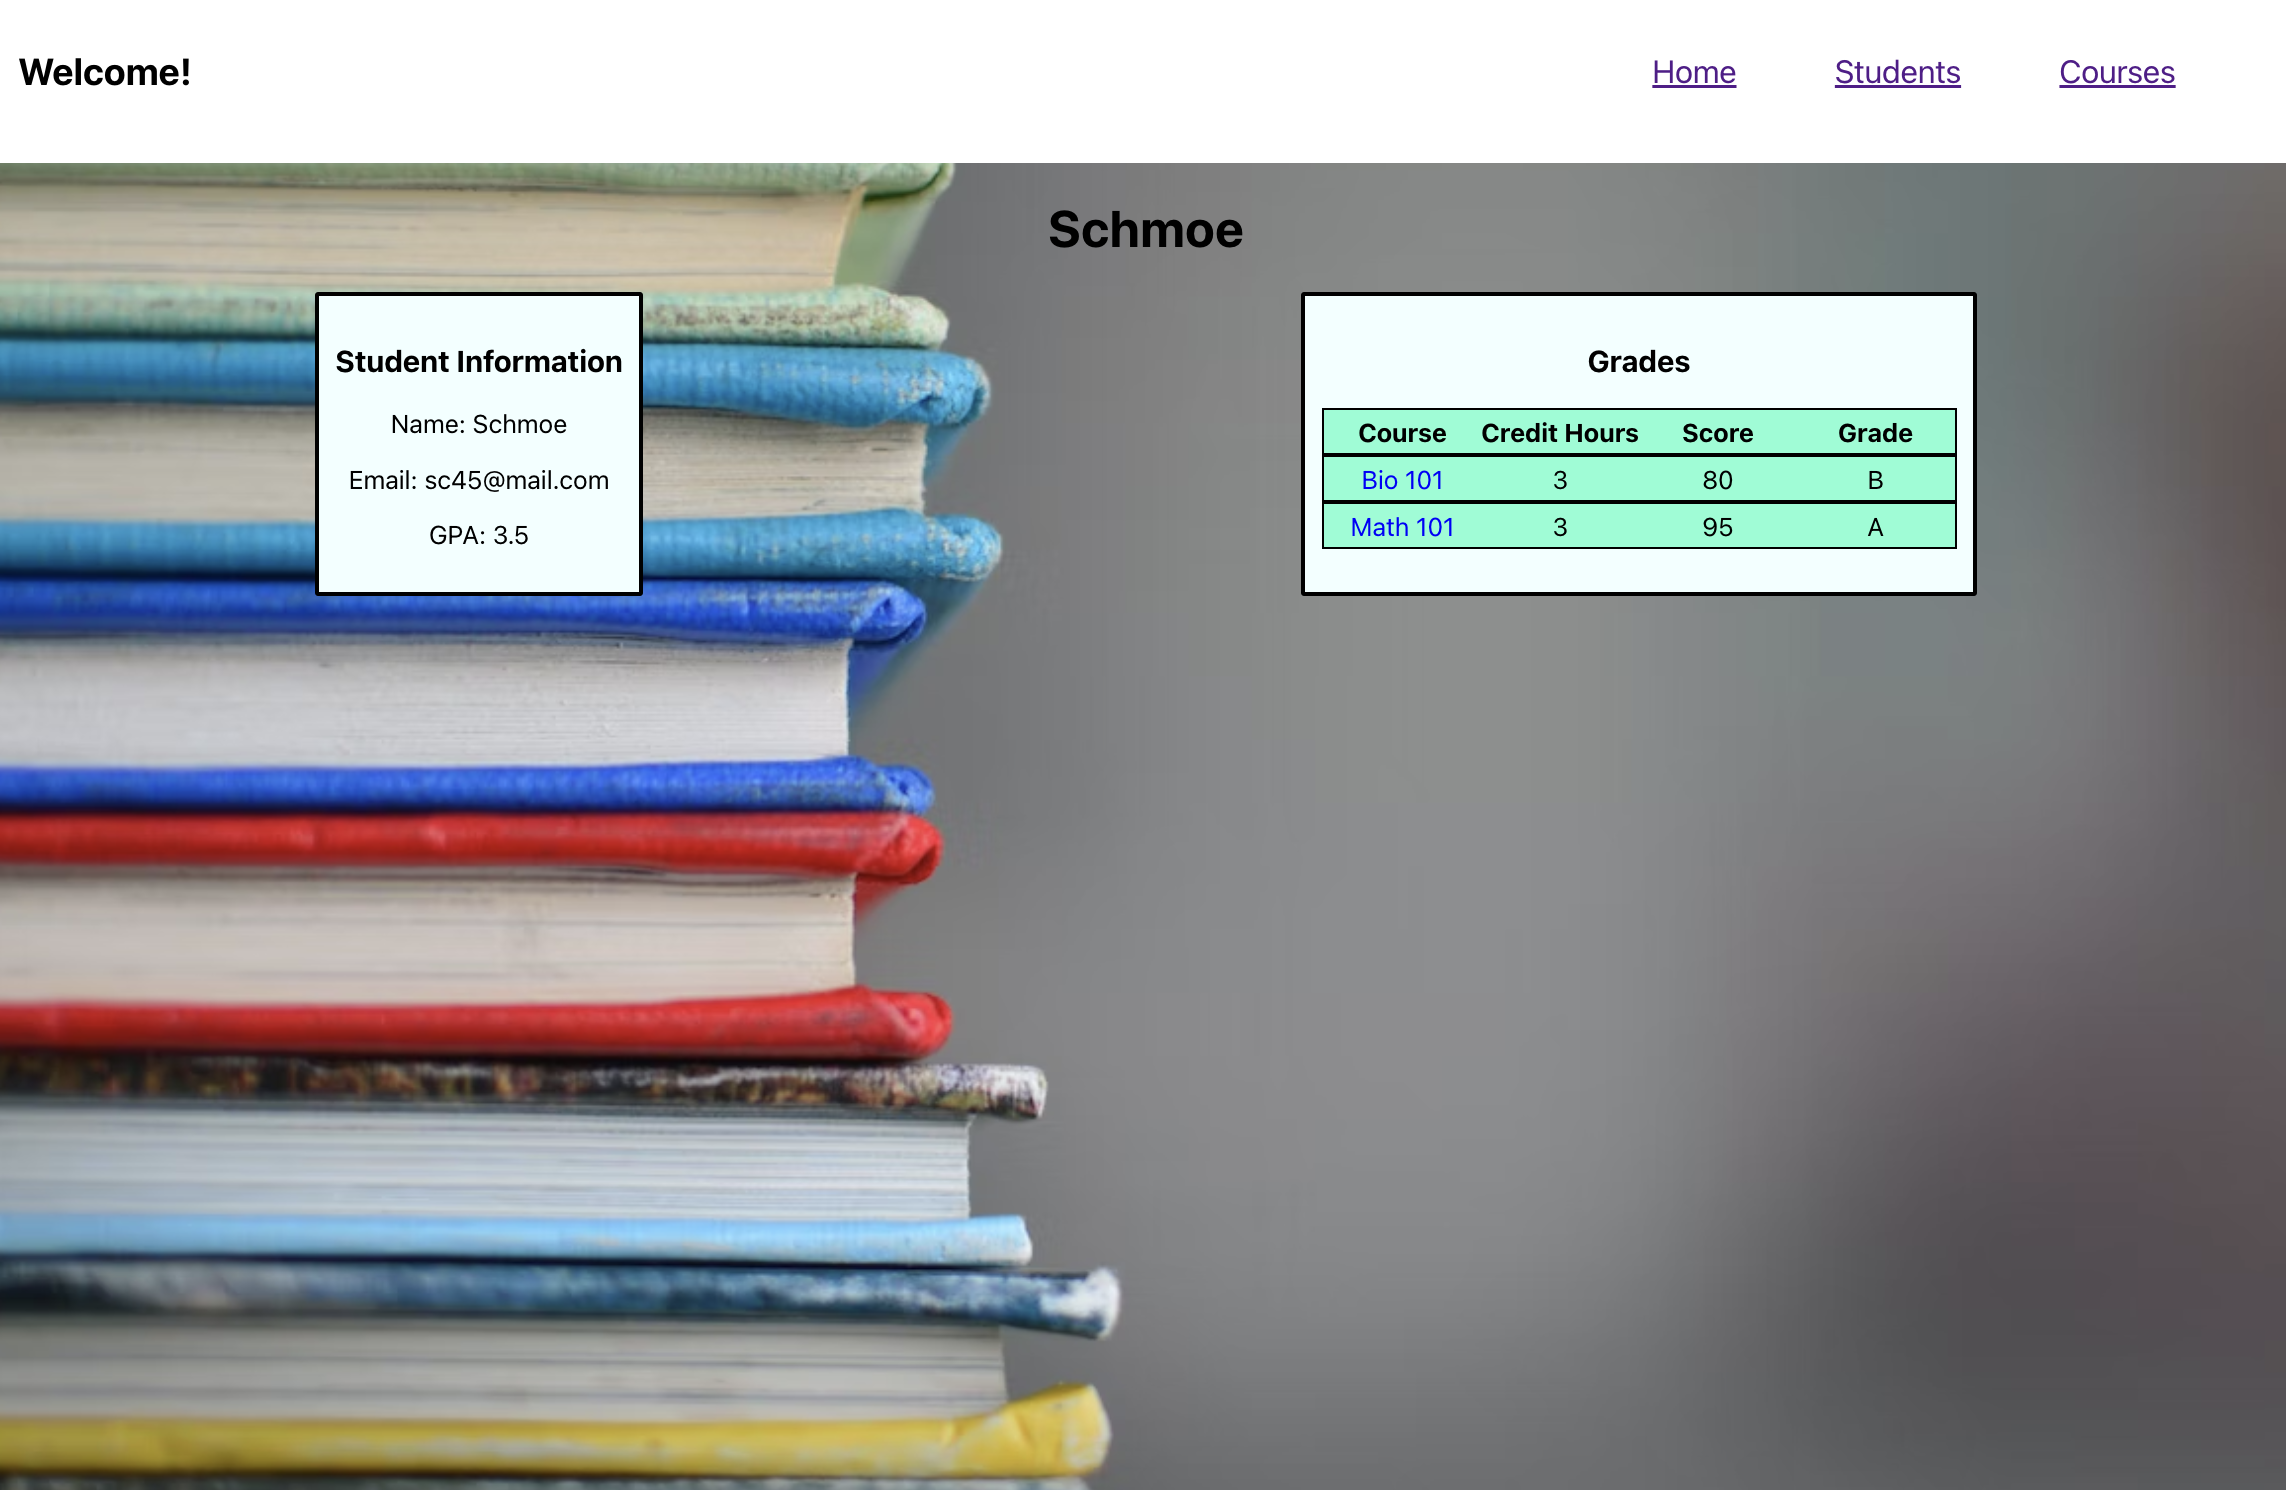 Welcome! Home Students Courses
Schmoe
Student Information
Name: Schmoe
Email: sc45@mail.com
GPA: 3.5
Grades
Course Credit Hours Score Grade
Bio 101 3 80 B
Math 101 3 95 A